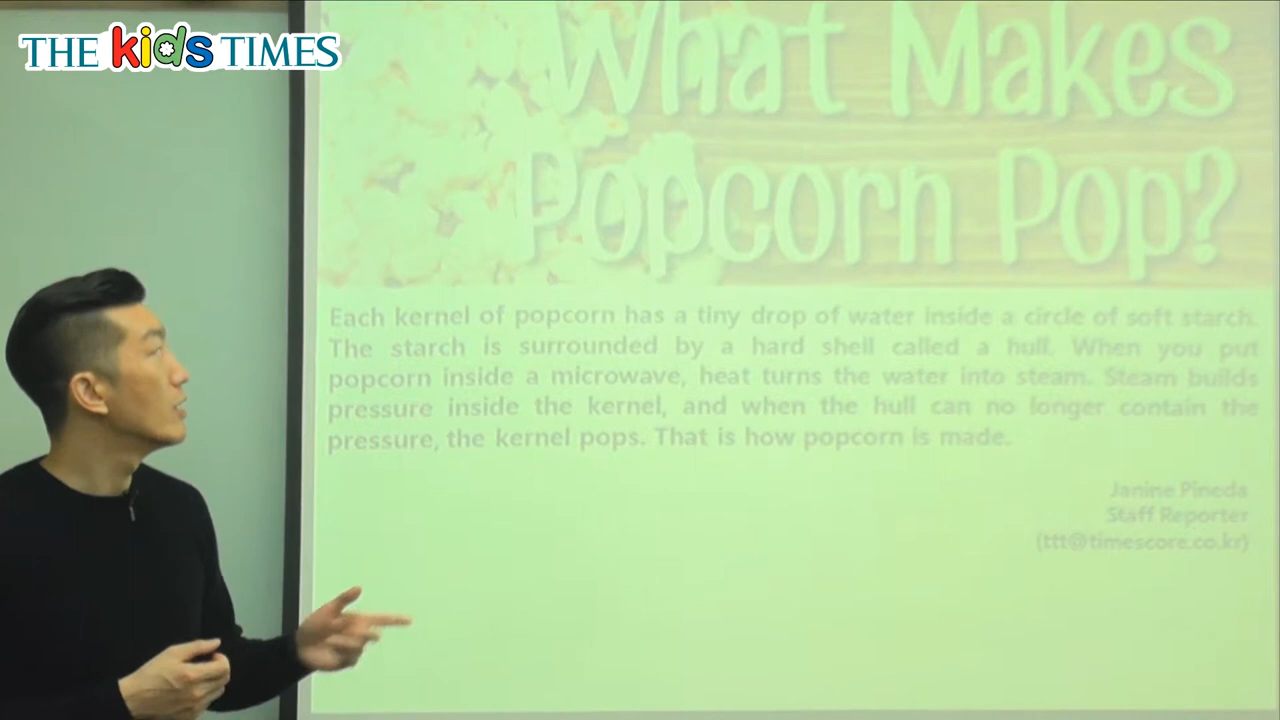 THE kids TIMES
What Makes
Popcorn Pop?
Each kernel of popcorn has a tiny drop of water inside a circle of soft starch.
The starch is surrounded by a hard shell called a hull. When you put
popcorn inside a microwave, heat turns the water into steam. Steam builds
pressure inside the kernel, and when the hull can no longer contain the
pressure, the kernel pops. That is how popcorn is made.
Janine Pineda
Staff Reporter
(ttt@timescore.co.kr)